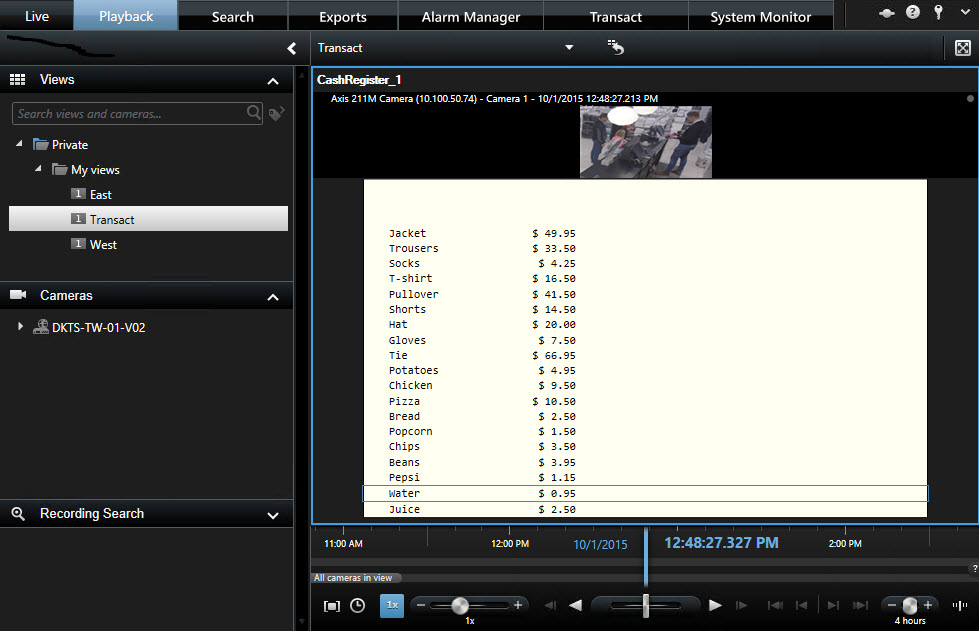 Live Playback Search Exports Alarm Manager Transact System Monitor
Transact
Views
Search views and cameras...
Private
My views
1 East
1 Transact
1 West
Cameras
DKTS-TW-01-V02
Recording Search
CashRegister_1
Axis 211M Camera (10.100.50.74) - Camera 1 - 10/1/2015 12:48:27.213 PM
Jacket $ 49.95
Trousers $ 33.50
Socks $ 4.25
T-shirt $ 16.50
Pullover $ 41.50
Shorts $ 14.50
Hat $ 20.00
Gloves $ 7.50
Tie $ 66.95
Potatoes $ 4.95
Chicken $ 9.50
Pizza $ 10.50
Bread $ 2.50
Popcorn $ 1.50
Chips $ 3.50
Beans $ 3.95
Pepsi $ 1.15
Water $ 0.95
Juice $ 2.50
11:00 AM 12:00 PM 10/1/2015 12:48:27.327 PM 2:00 PM
?
All cameras in view
1x
1x
4 hours